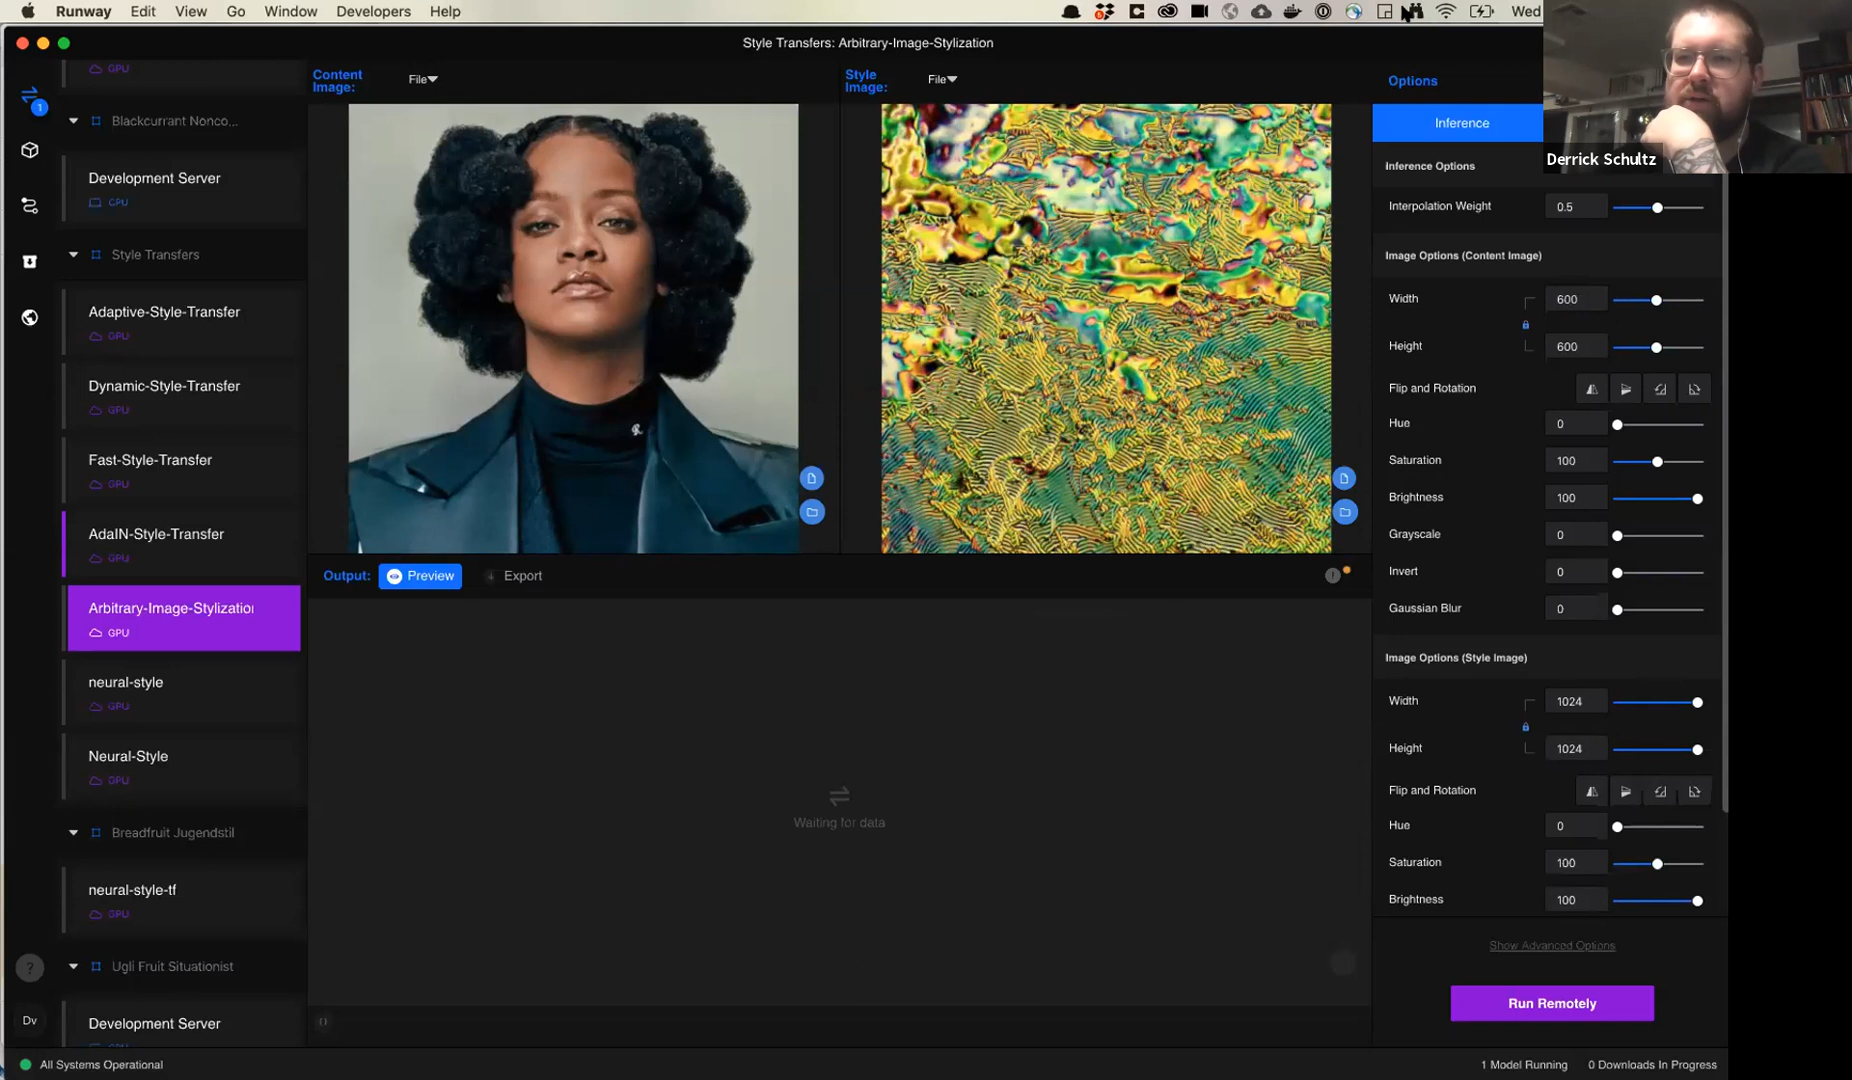 Runway Edit View Go Window Developers Help Wed
Style Transfers: Arbitrary-Image-Stylization
GPU
1
Blackcurrant Nonco...
Development Server
CPU
Style Transfers
Adaptive-Style-Transfer
GPU
Dynamic-Style-Transfer
GPU
Fast-Style-Transfer
GPU
AdaIN-Style-Transfer
GPU
Arbitrary-Image-Stylization
GPU
neural-style
GPU
Neural-Style
GPU
Breadfruit Jugendstil
neural-style-tf
GPU
Ugli Fruit Situationist
Development Server
?
Dv
All Systems Operational
Content
Image:
File
Style
Image:
File
Output: Preview Export
Waiting for data
Options
Inference
Derrick Schultz
Inference Options
Interpolation Weight 0.5
Image Options (Content Image)
Width 600
Height 600
Flip and Rotation
Hue 0
Saturation 100
Brightness 100
Grayscale 0
Invert 0
Gaussian Blur 0
Image Options (Style Image)
Width 1024
Height 1024
Flip and Rotation
Hue 0
Saturation 100
Brightness 100
Show Advanced Options
Run Remotely
1 Model Running 0 Downloads In Progress